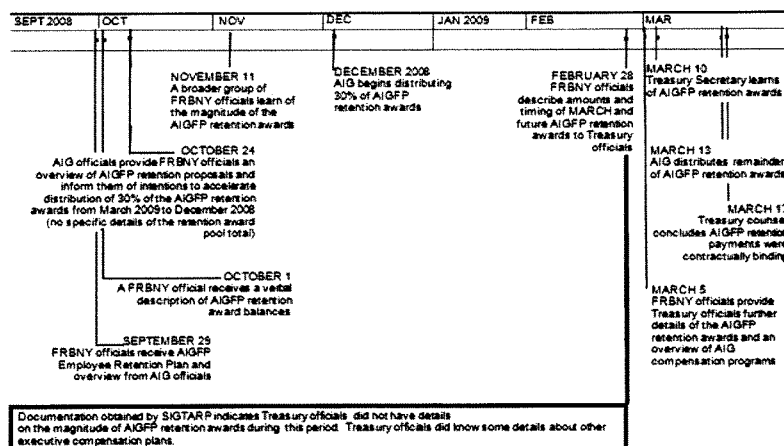 SEPT 2008 OCT NOV DEC JAN 2009 FEB MAR
NOVEMBER 11
A broader group of
FRBNY officials learn of
the magnitude of the
AIGFP retention awards
DECEMBER 2008
AIG begins distributing
30% of AIGFP
retention awards
FEBRUARY 28
FRBNY officials
describe amounts and
timing of MARCH and
future AIGFP retention
awards to Treasury
officials
MARCH 10
Treasury Secretary learns
of AIGFP retention awards
OCTOBER 24
AIG officials provide FRBNY officials an
overview of AIGFP retention proposals and
inform them of intentions to accelerate
distribution of 30% of the AIGFP retention
awards from March 2009 to December 2008
(no specific details of the retention award
pool total)
MARCH 13
AIG distributes remainder
of AIGFP retention awards
MARCH
Treasury counse
concludes AIGFP retention
payments were
contractually binding
OCTOBER 1
A FRBNY official receives a verbal
description of AIGFP retention
award balances
MARCH 5
FRBNY officials provide
Treasury officials further
details of the AIGFP
retention awards and an
overview of AIG
compensation programs
SEPTEMBER 29
FRBNY officials receive AIGFP
Employee Retention Plan and
overview from AIG officials
Documentation obtained by SIGTARP indicates Treasury officials did not have details
on the magnitude of AIGFP retention awards during this period. Treasury officials did know some details about other
executive compensation plans.